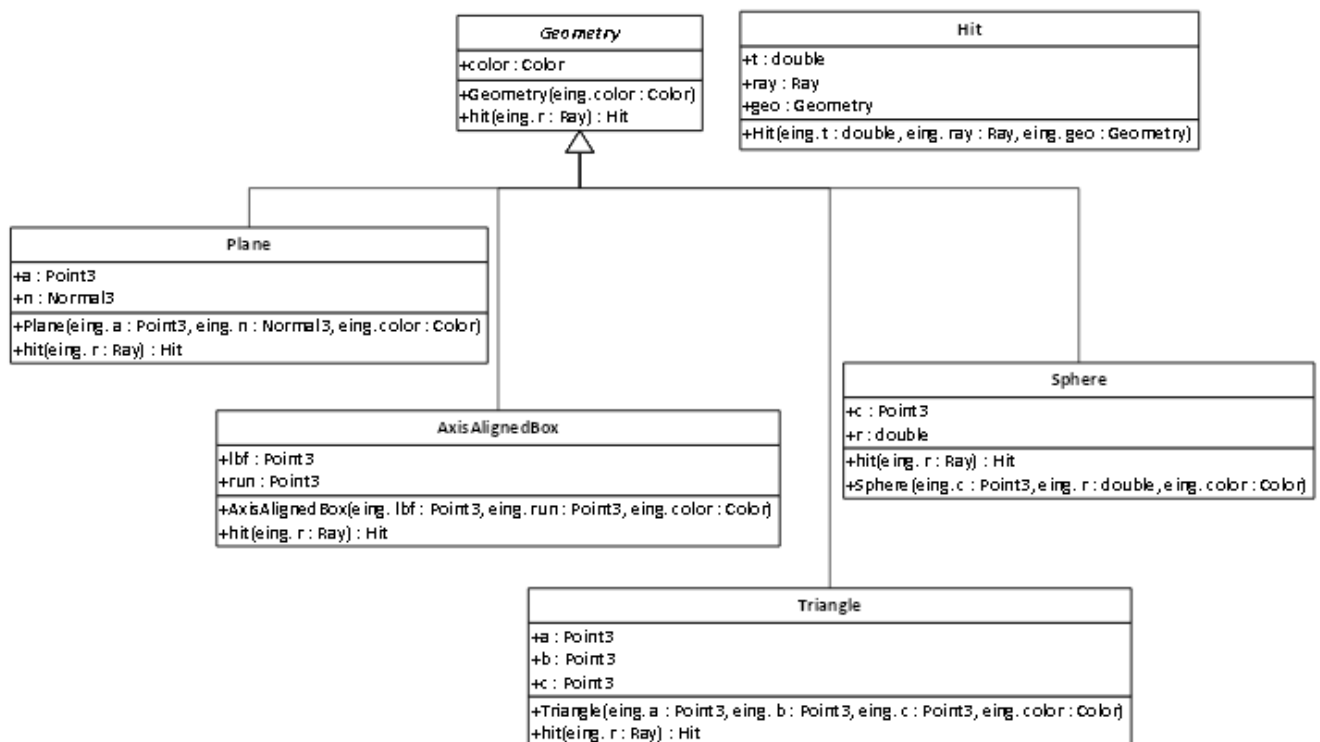 Geometry
+color : Color
+Geometry(eing. color : Color)
+hit(eing. r : Ray) : Hit
Hit
+t : double
+ray : Ray
+geo : Geometry
+Hit(eing. t : double, eing. ray : Ray, eing. geo : Geometry)
Plane
+a : Point3
+n : Normal3
+Plane(eing. a : Point3, eing. n : Normal3, eing. color : Color)
+hit(eing. r : Ray) : Hit
AxisAlignedBox
+lbf : Point3
+run : Point3
+AxisAlignedBox(eing. lbf : Point3, eing. run : Point3, eing. color : Color)
+hit(eing. r : Ray) : Hit
Sphere
+c : Point3
+r : double
+hit(eing. r : Ray) : Hit
+Sphere(eing. c : Point3, eing. r : double, eing. color : Color)
Triangle
+a : Point3
+b : Point3
+c : Point3
+Triangle(eing. a : Point3, eing. b : Point3, eing. c : Point3, eing. color : Color)
+hit(eing. r : Ray) : Hit